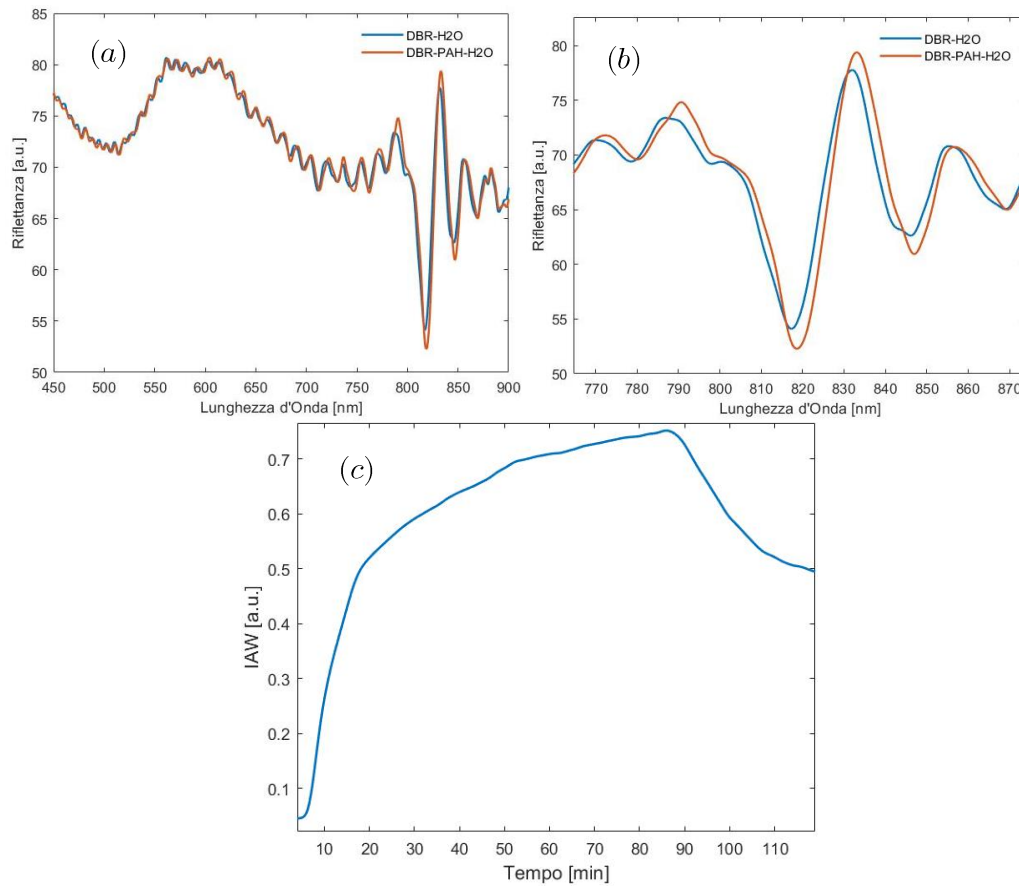 (a)
DBR-H2O
DBR-PAH-H2O
Riflettanza [a.u.]
85
80
75
70
65
60
55
50
450 500 550 600 650 700 750 800 850 900
Lunghezza d'Onda [nm]
(b)
DBR-H2O
DBR-PAH-H2O
Riflettanza [a.u.]
80
75
70
65
60
55
50
770 780 790 800 810 820 830 840 850 860 870
Lunghezza d'Onda [nm]
(c)
IAW [a.u.]
0.7
0.6
0.5
0.4
0.3
0.2
0.1
10 20 30 40 50 60 70 80 90 100 110
Tempo [min]